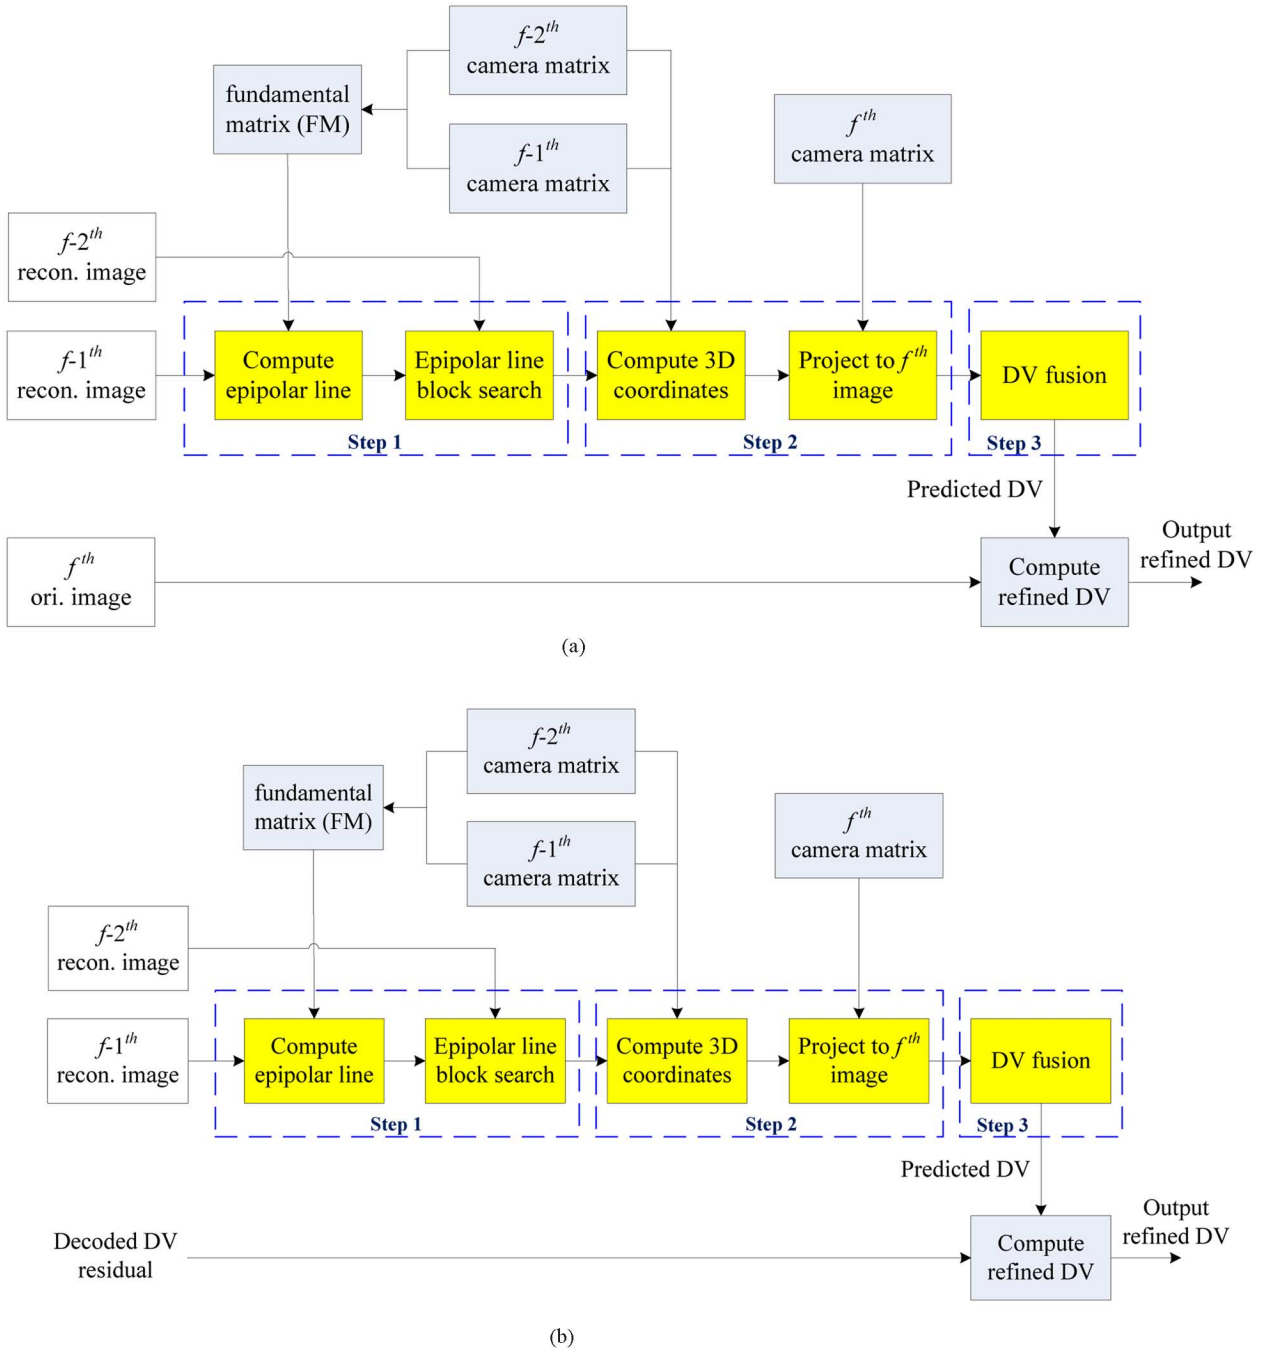 f-2th
camera matrix
fundamental
matrix (FM)
f-1th
camera matrix
fth
camera matrix
f-2th
recon. image
f-1th
recon. image
Compute
epipolar line
Epipolar line
block search
Compute 3D
coordinates
Project to fth
image
DV fusion
Step 1
Step 2
Step 3
Predicted DV
fth
ori. image
Compute
refined DV
Output
refined DV
(a)
f-2th
camera matrix
fundamental
matrix (FM)
f-1th
camera matrix
fth
camera matrix
f-2th
recon. image
f-1th
recon. image
Compute
epipolar line
Epipolar line
block search
Compute 3D
coordinates
Project to fth
image
DV fusion
Step 1
Step 2
Step 3
Predicted DV
Decoded DV
residual
Compute
refined DV
Output
refined DV
(b)